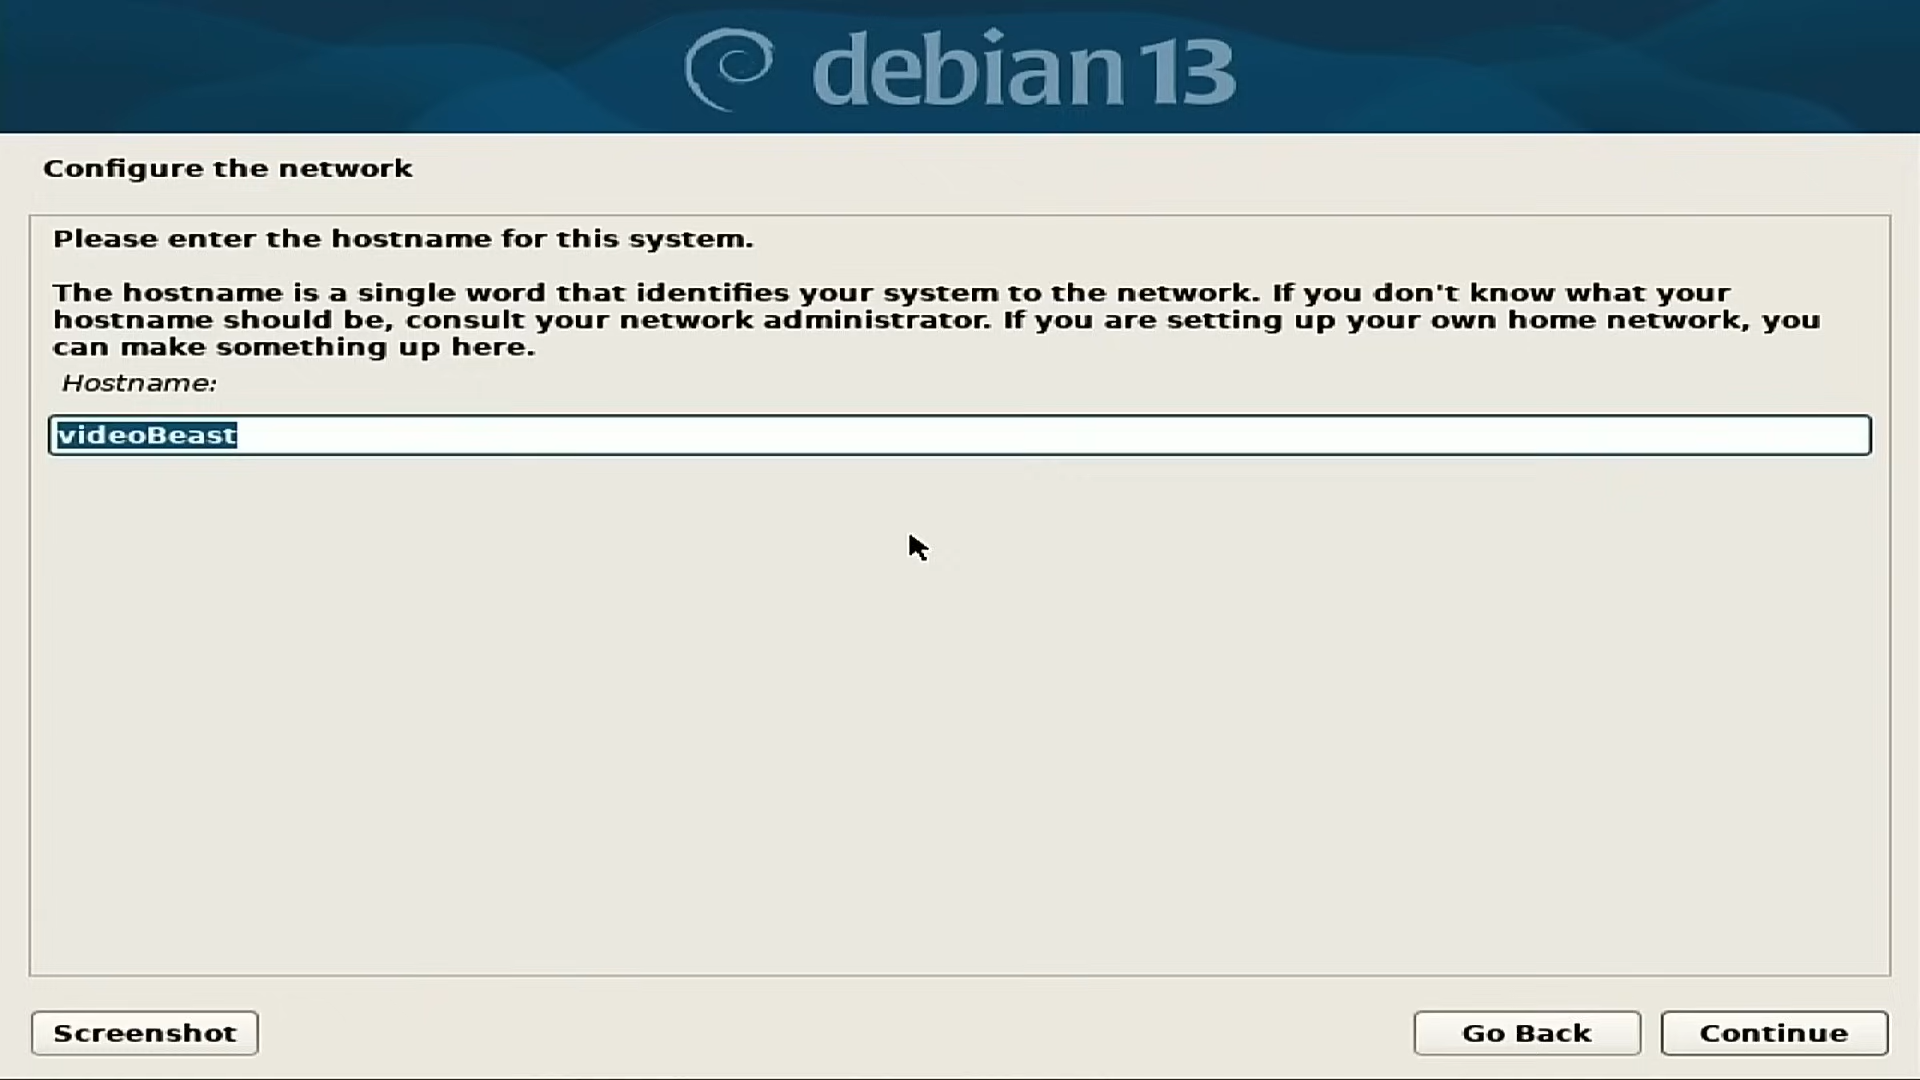 debian 13
Configure the network
Please enter the hostname for this system.
The hostname is a single word that identifies your system to the network. If you don't know what your
hostname should be, consult your network administrator. If you are setting up your own home network, you
can make something up here.
Hostname:
videoBeast
Screenshot
Go Back
Continue